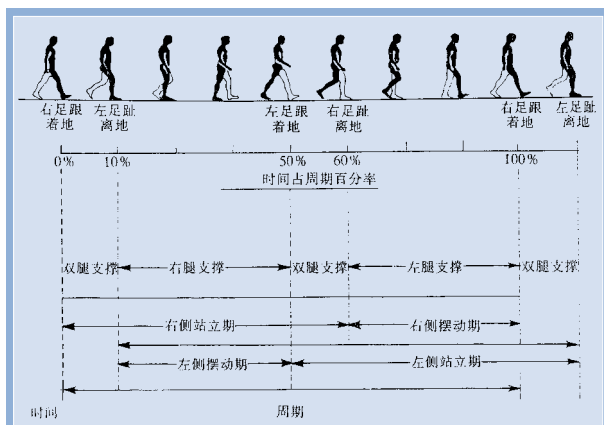 右足跟 左足趾 左足跟 右足趾 右足跟 左足趾
着地 离地 着地 离地 着地 离地
0% 10% 50% 60% 100%
时间占周期百分率
双腿支撑 右腿支撑 双腿支撑 左腿支撑 双腿支撑
右侧站立期 右侧摆动期
左侧摆动期 左侧站立期
时间 周期